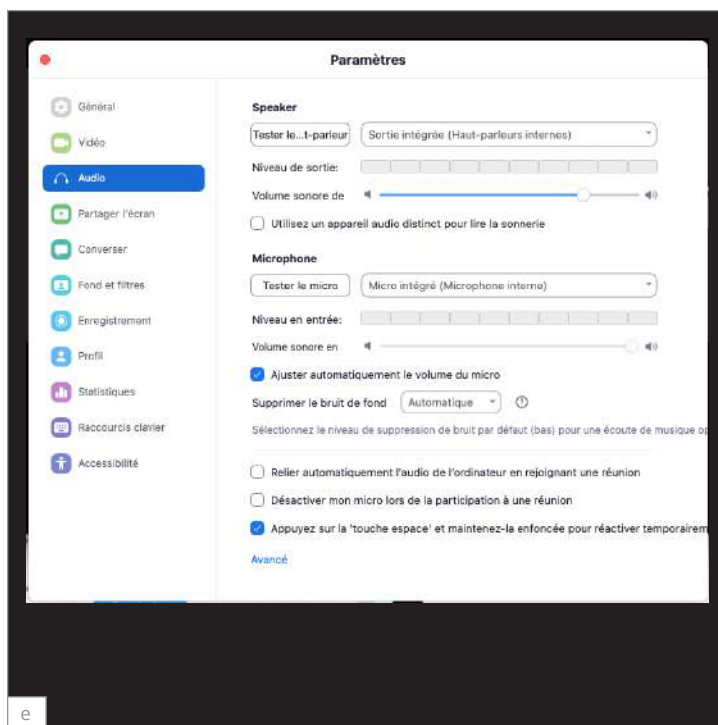 Paramètres
Général
Vidéo
Audio
Partager l'écran
Converser
Fond et filtres
Enregistrement
Profil
Statistiques
Raccourcis clavier
Accessibilité
Speaker
Tester le...t-parleur Sortie intégrée (Haut-parleurs internes)
Niveau de sortie:
Volume sonore de
Utilisez un appareil audio distinct pour lire la sonnerie
Microphone
Tester le micro Micro intégré (Microphone interne)
Niveau en entrée:
Volume sonore en
Ajuster automatiquement le volume du micro
Supprimer le bruit de fond Automatique ?
Sélectionnez le niveau de suppression de bruit par défaut (bas) pour une écoute de musique op
Relier automatiquement l'audio de l'ordinateur en rejoignant une réunion
Désactiver mon micro lors de la participation à une réunion
Appuyez sur la 'touche espace' et maintenez-la enfoncée pour réactiver temporairem
Avancé
e